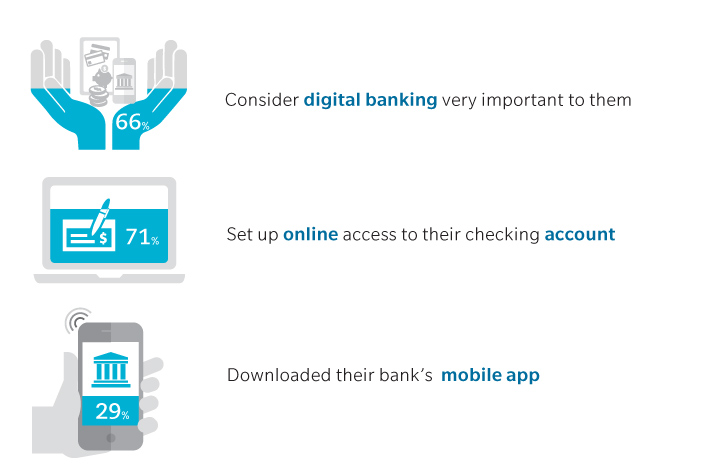 66%
Consider digital banking very important to them
$ 71%
Set up online access to their checking account
Downloaded their bank's mobile app
29%